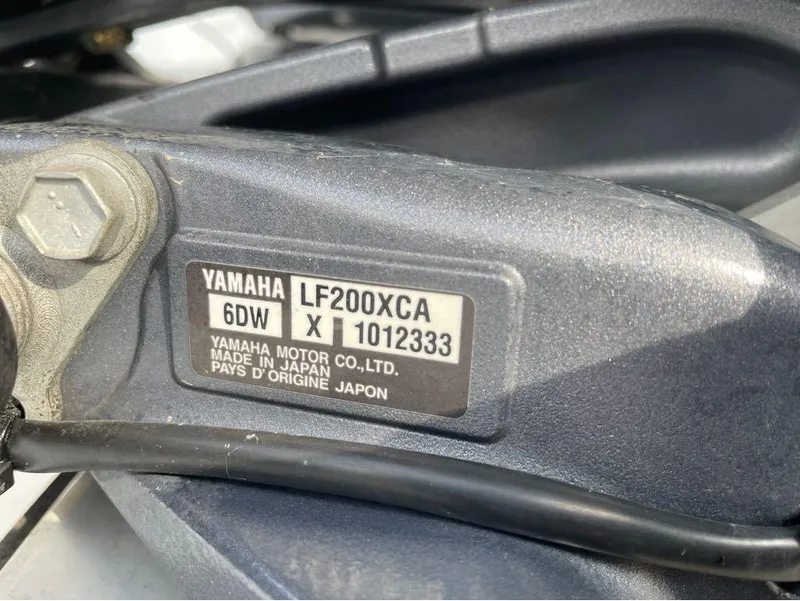 YAMAHA LF200XCA
6DW X 1012333
YAMAHA MOTOR CO.,LTD.
MADE IN JAPAN
PAYS D'ORIGINE JAPON